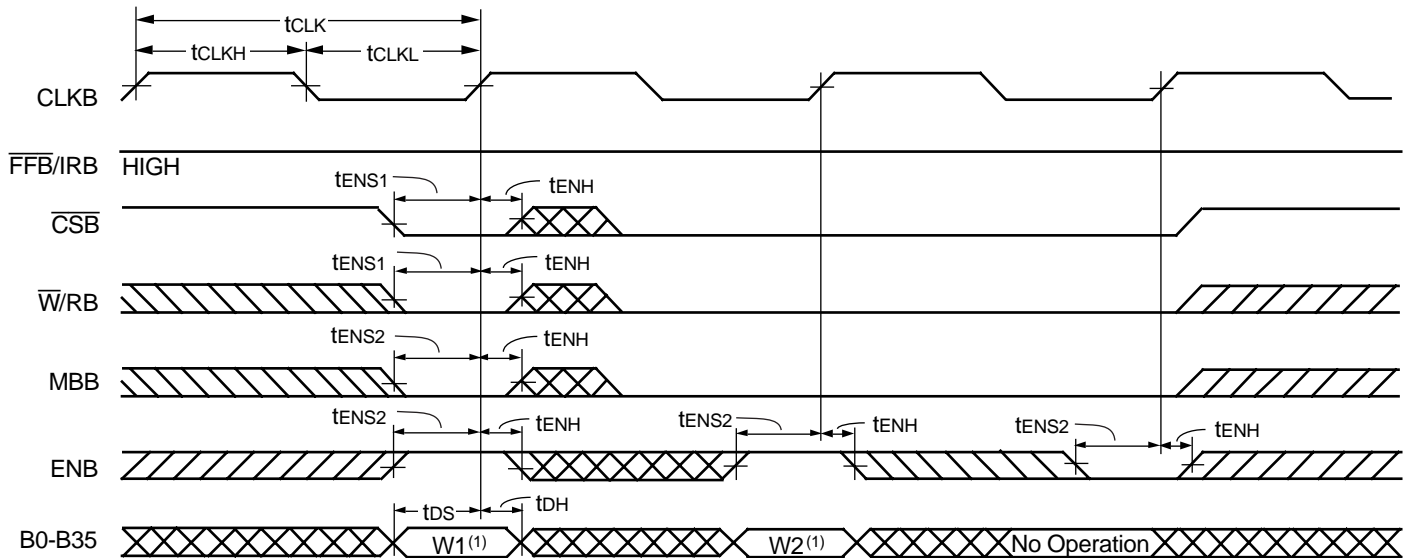 tCLK
tCLKH tCLKL
CLKB
FFB/IRB HIGH
tENS1 tENH
CSB
tENS1 tENH
W/RB
tENS2 tENH
MBB
tENS2 tENH tENS2 tENH tENS2 tENH
ENB
tDS tDH
B0-B35 W1(1) W2(1) No Operation